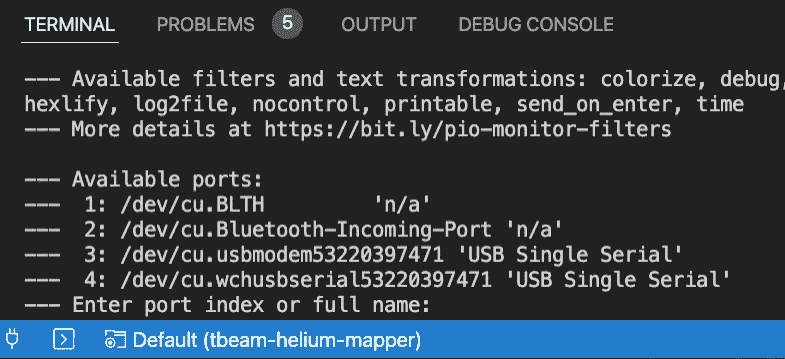 TERMINAL PROBLEMS 5 OUTPUT DEBUG CONSOLE
--- Available filters and text transformations: colorize, debug,
hexlify, log2file, nocontrol, printable, send_on_enter, time
--- More details at https://bit.ly/pio-monitor-filters
--- Available ports:
---  1: /dev/cu.BLTH         'n/a'
---  2: /dev/cu.Bluetooth-Incoming-Port 'n/a'
---  3: /dev/cu.usbmodem53220397471 'USB Single Serial'
---  4: /dev/cu.wchusbserial53220397471 'USB Single Serial'
--- Enter port index or full name:
Default (tbeam-helium-mapper)